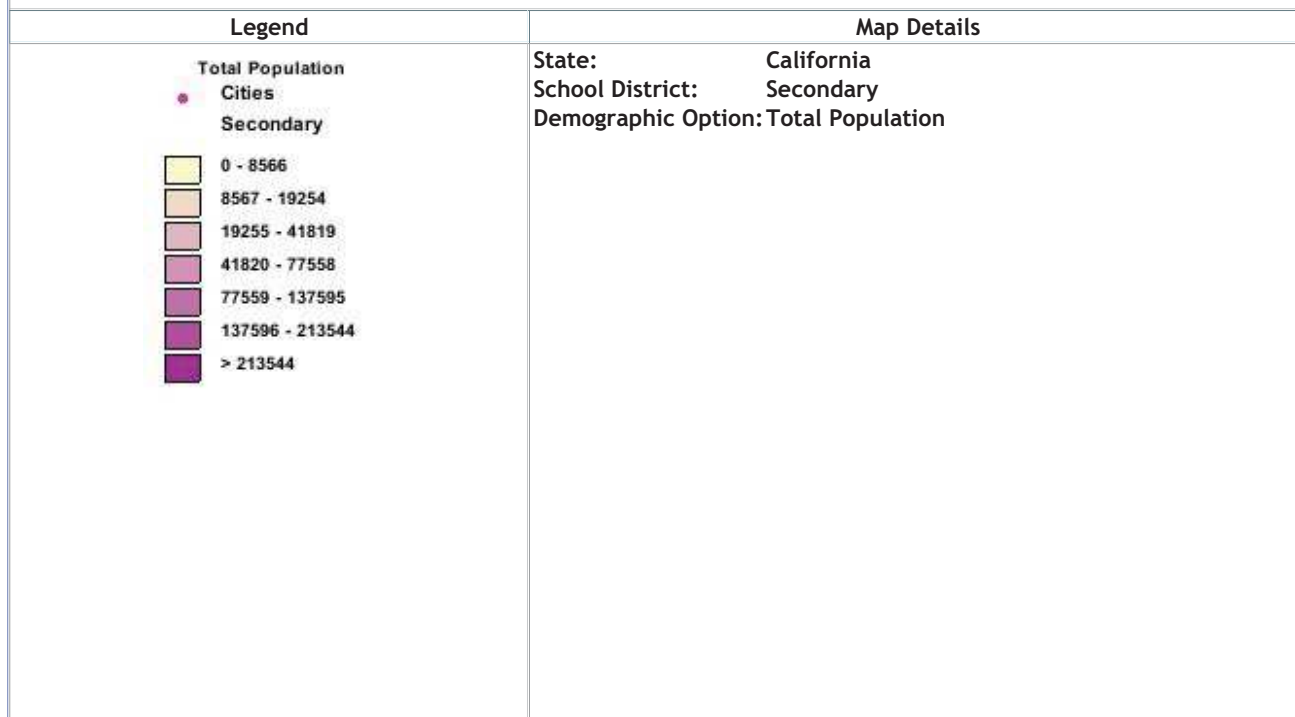 Legend
Map Details
Total Population
Cities
Secondary
0 - 8566
8567 - 19254
19255 - 41819
41820 - 77558
77559 - 137595
137596 - 213544
> 213544
State: California
School District: Secondary
Demographic Option: Total Population